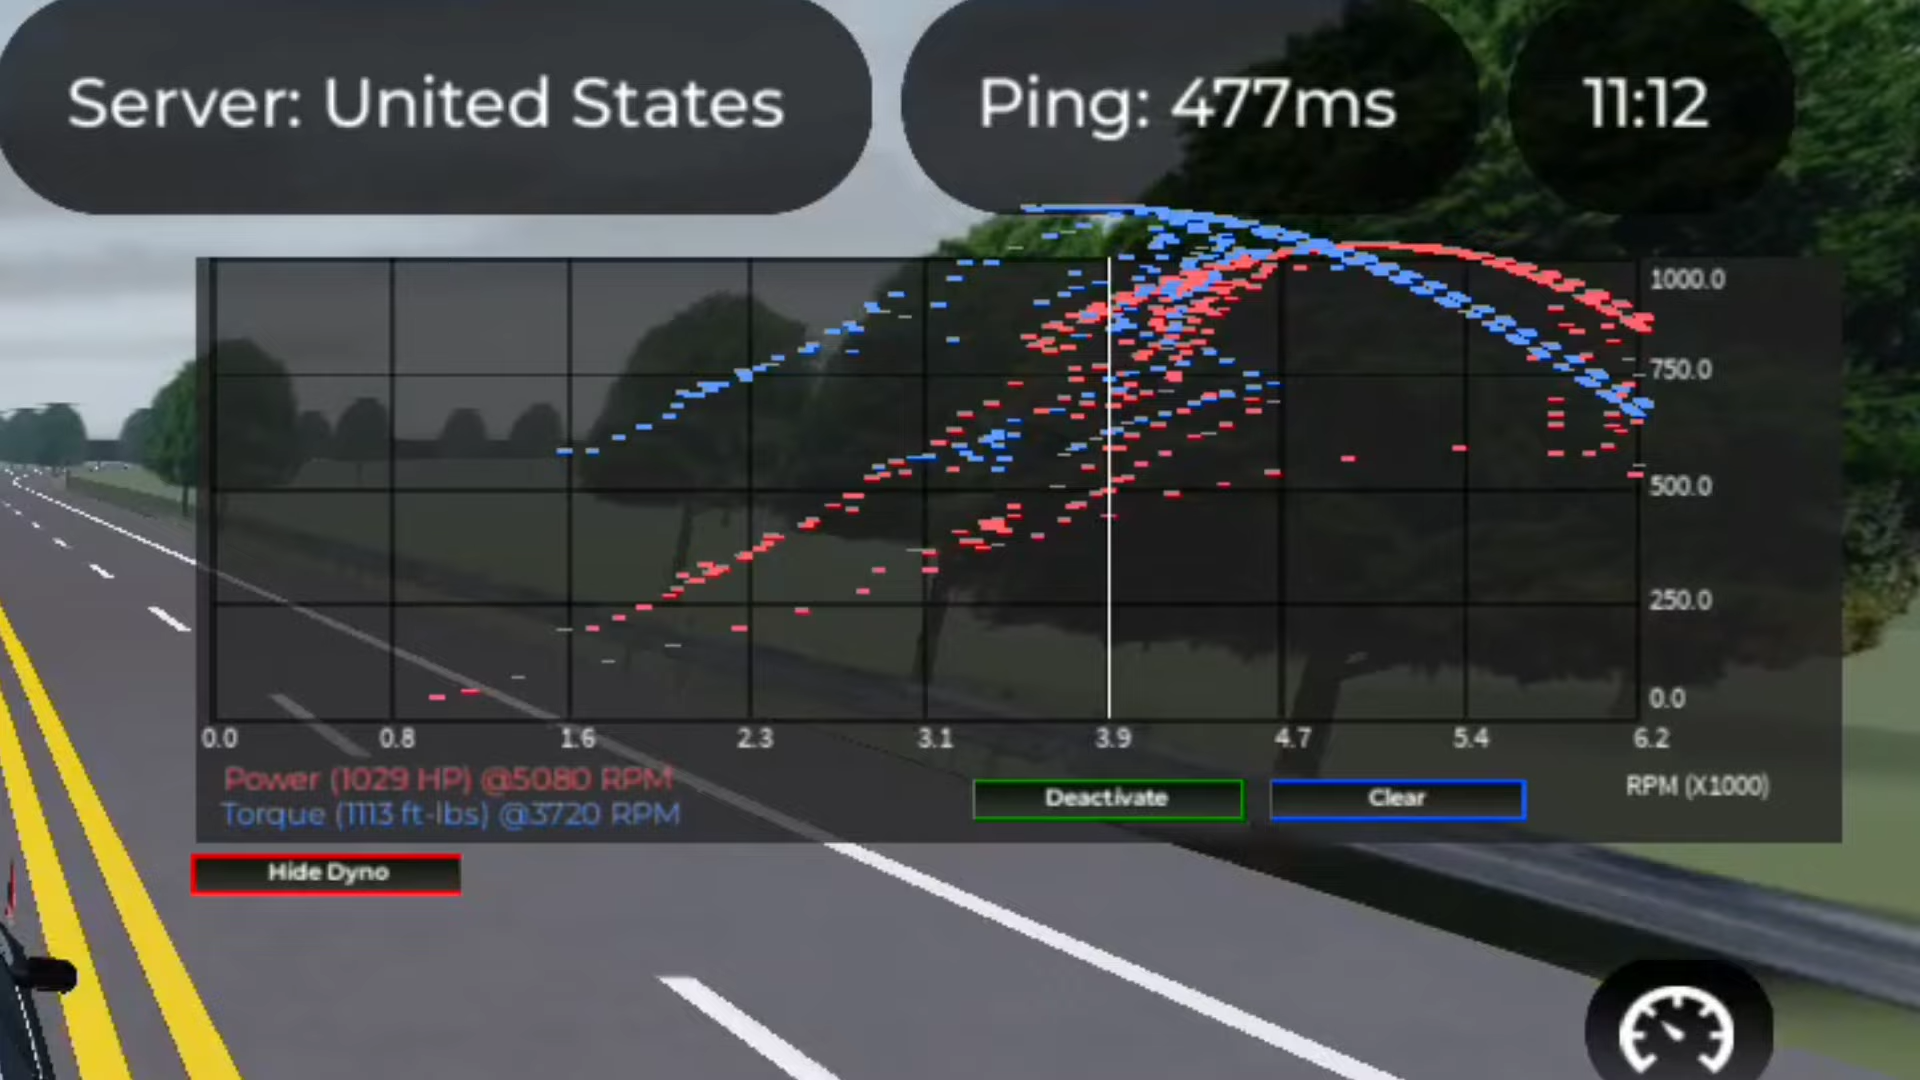 Server: United States
Ping: 477ms
11:12
1000.0
750.0
500.0
250.0
0.0
0.0 0.8 1.6 2.3 3.1 3.9 4.7 5.4 6.2
Power (1029 HP) @5080 RPM
Torque (1113 ft-lbs) @3720 RPM
Deactivate
Clear
RPM (X1000)
Hide Dyno